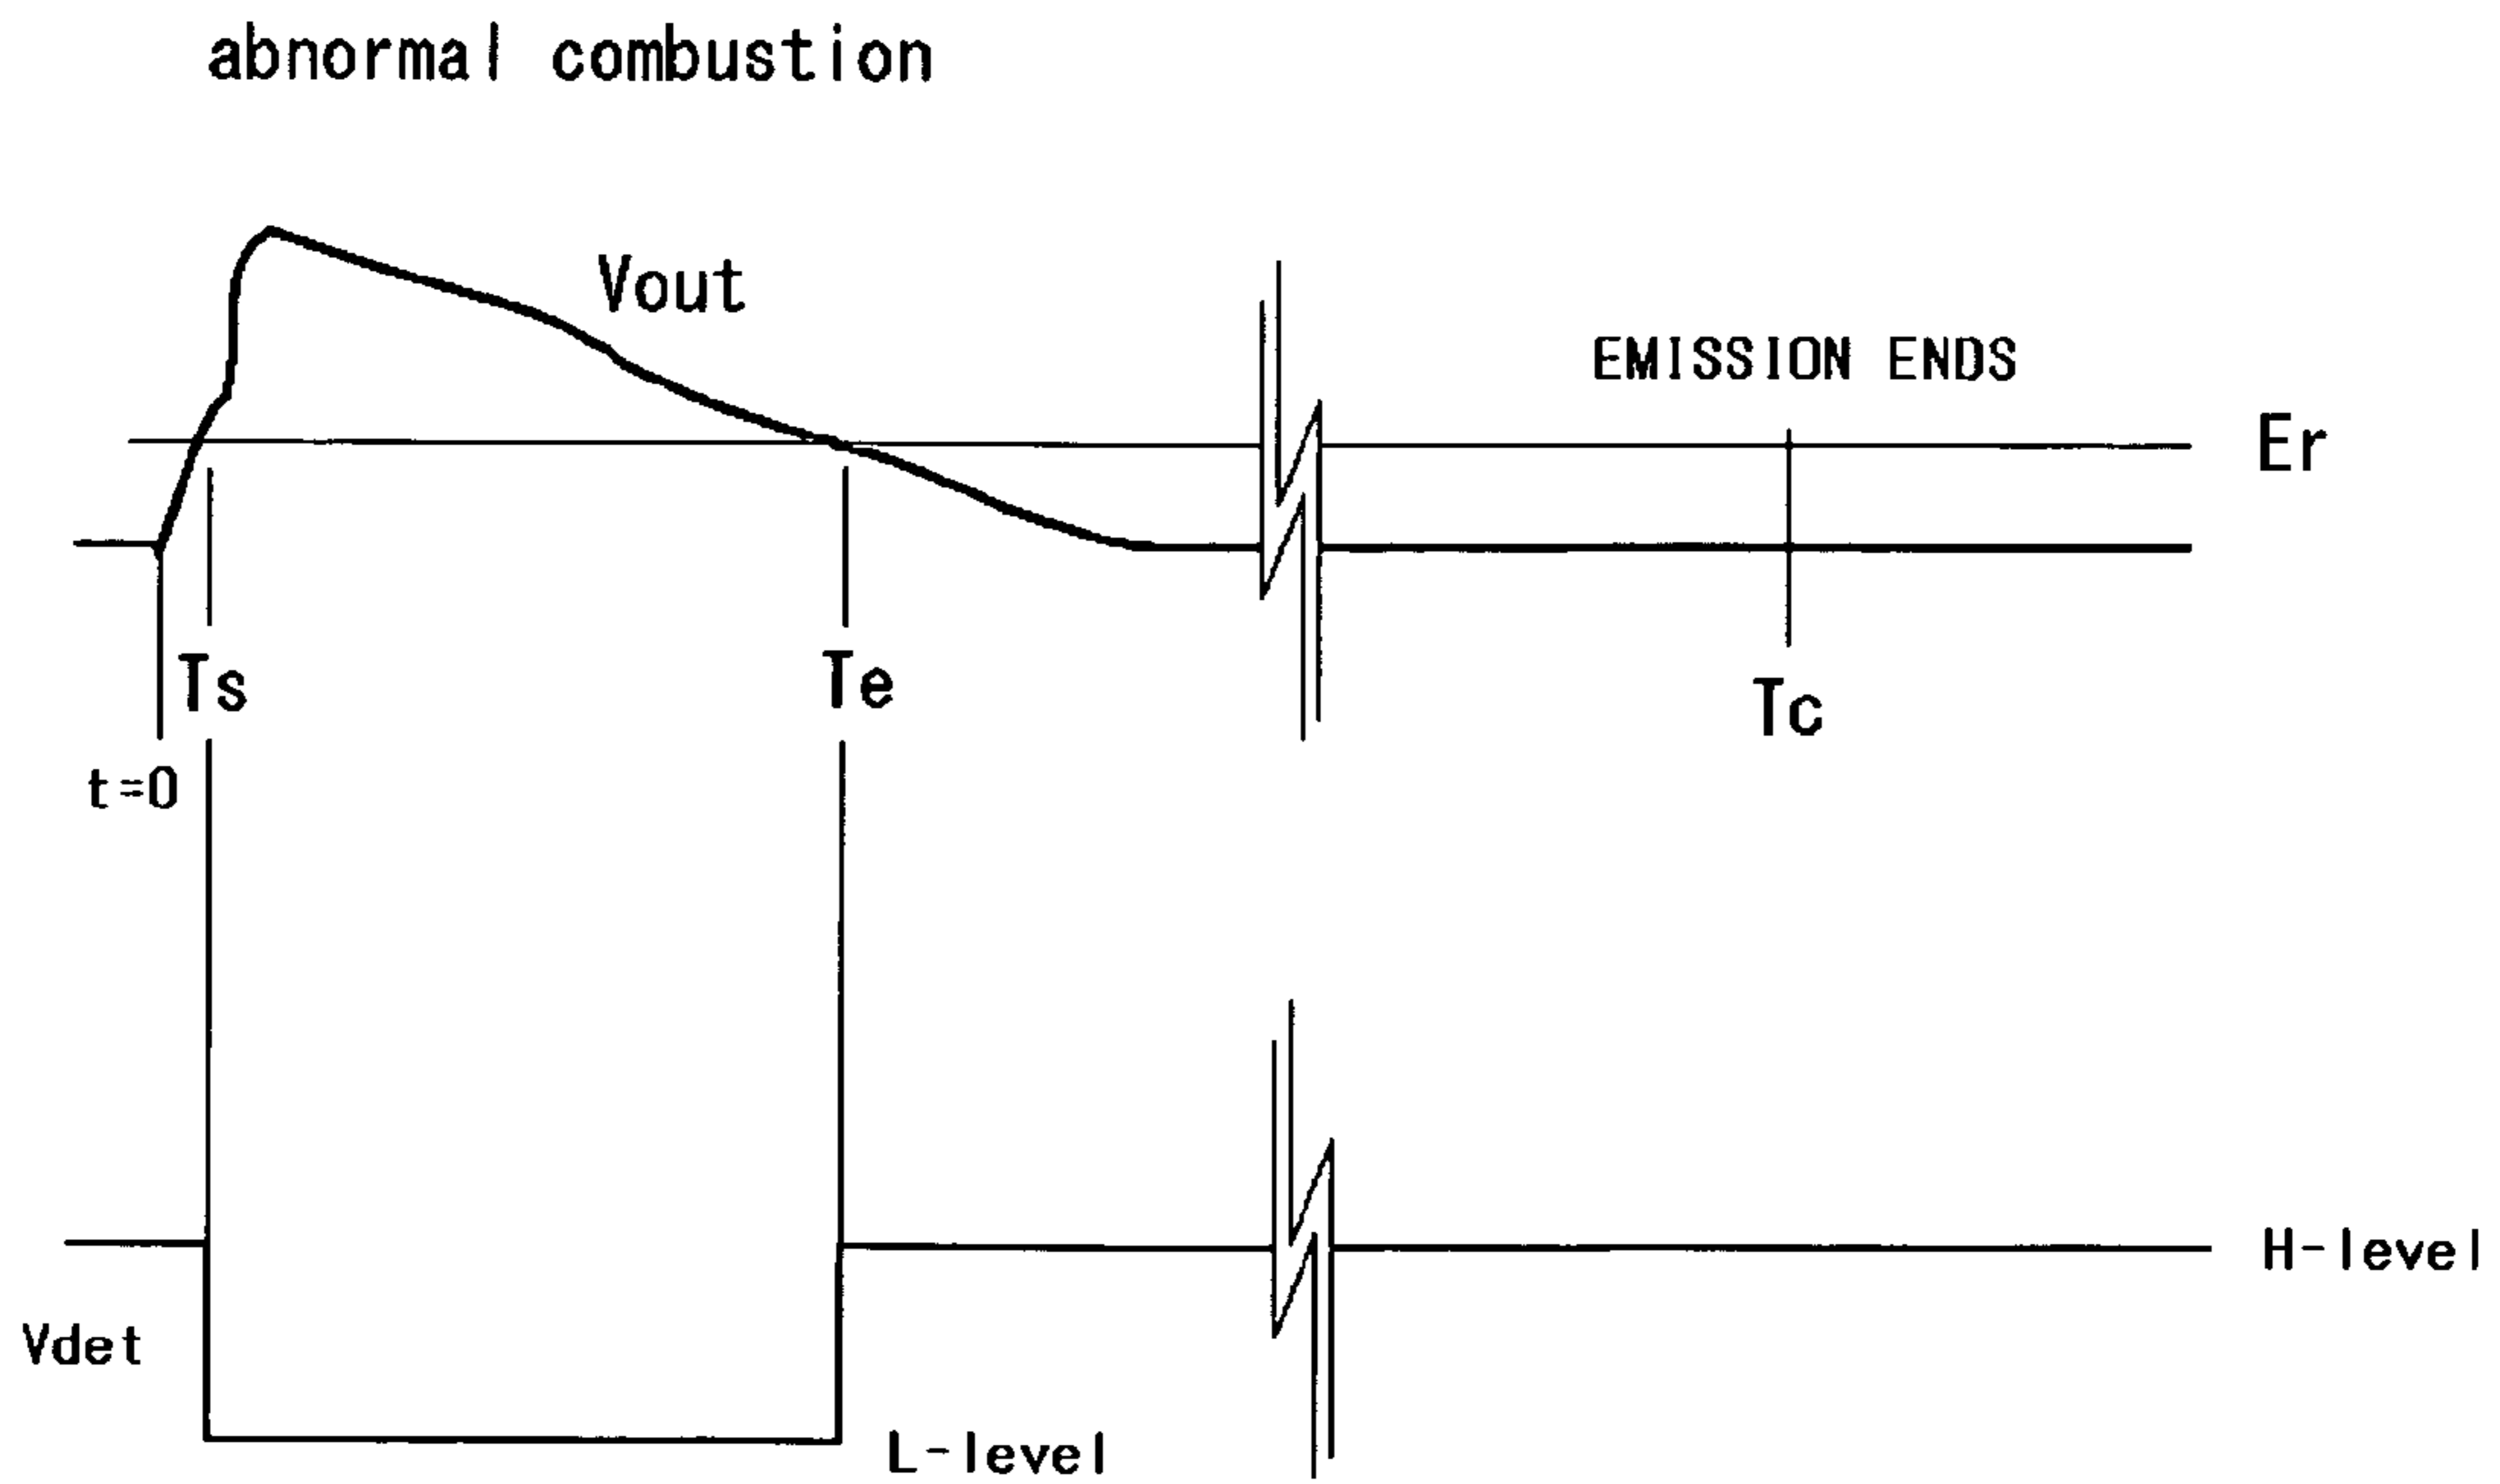 abnormal combustion
Vout
EMISSION ENDS
Er
Ts
Te
Tc
t=0
H-level
Vdet
L-level